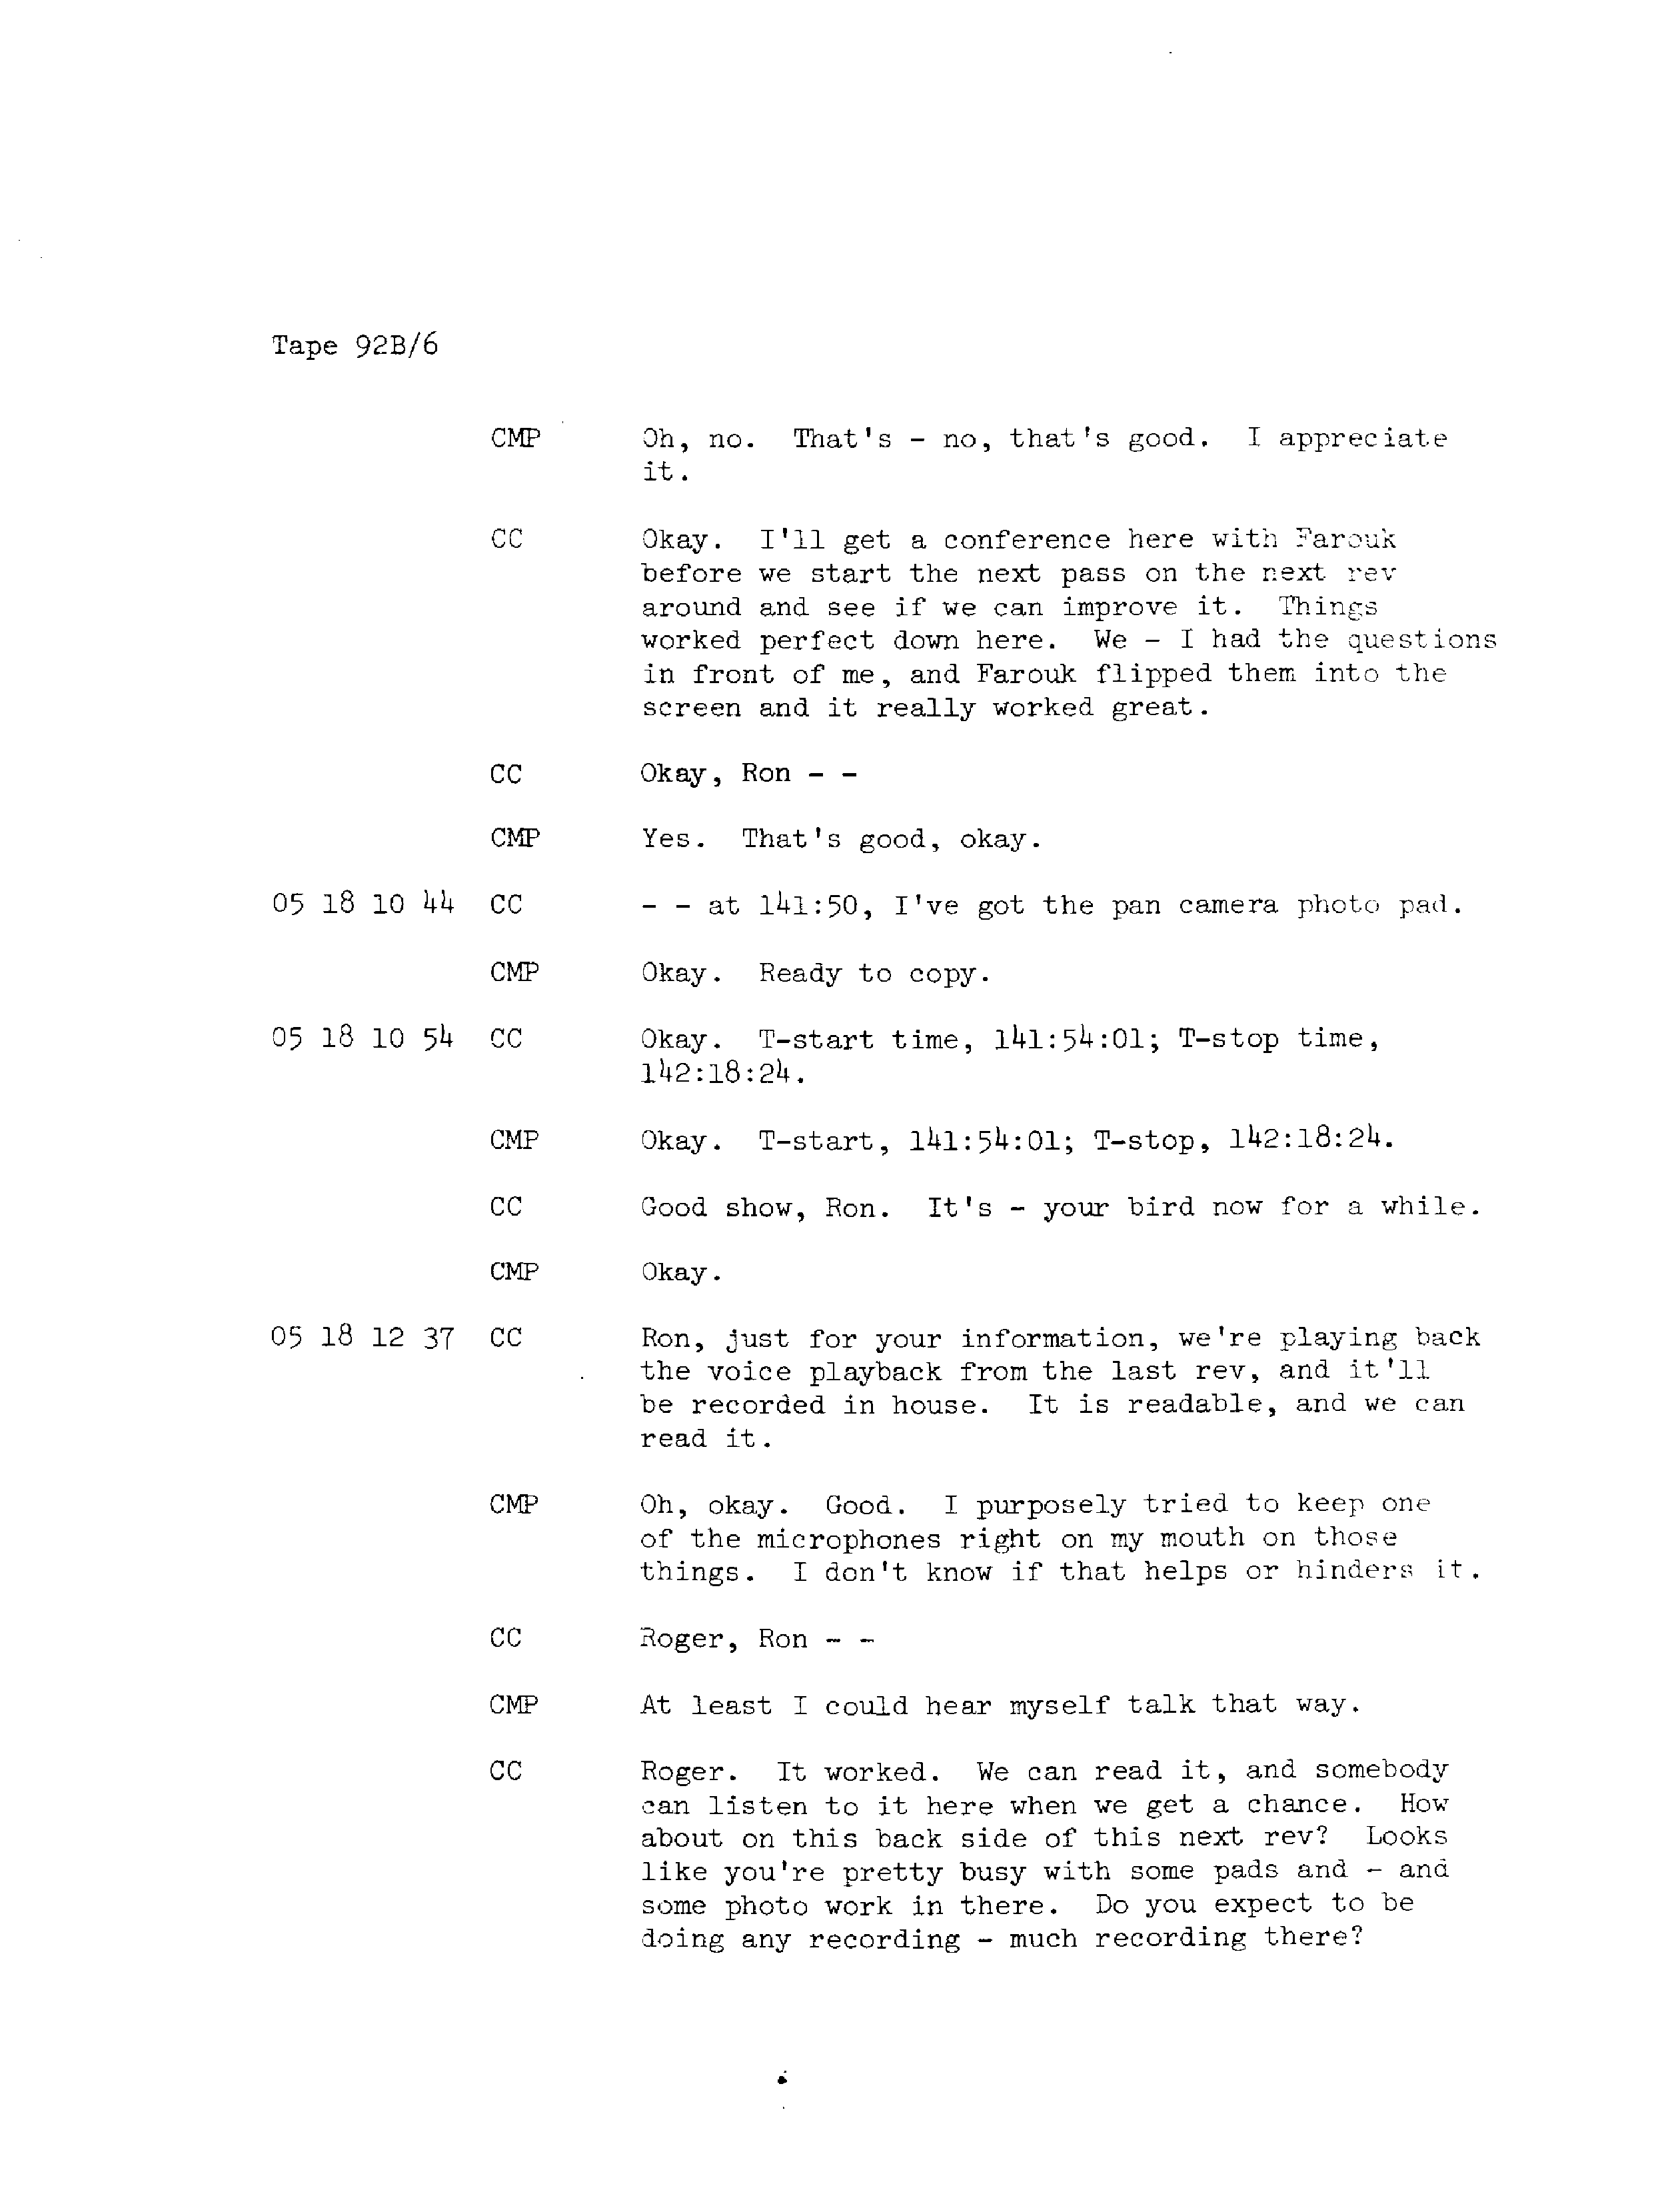 Tape 92B/6
CMP Oh, no. That's - no, that's good. I appreciate
it.
CC Okay. I'll get a conference here with Farouk
before we start the next pass on the next rev
around and see if we can improve it. Things
worked perfect down here. We - I had the questions
in front of me, and Farouk flipped them into the
screen and it really worked great.
CC Okay, Ron - -
CMP Yes. That's good, okay.
05 18 10 44 CC - - at 141:50, I've got the pan camera photo pad.
CMP Okay. Ready to copy.
05 18 10 54 CC Okay. T-start time, 141:54:01; T-stop time,
142:18:24.
CMP Okay. T-start, 141:54:01; T-stop, 142:18:24.
CC Good show, Ron. It's - your bird now for a while.
CMP Okay.
05 18 12 37 CC Ron, just for your information, we're playing back
the voice playback from the last rev, and it'll
be recorded in house. It is readable, and we can
read it.
CMP Oh, okay. Good. I purposely tried to keep one
of the microphones right on my mouth on those
things. I don't know if that helps or hinders it.
CC Roger, Ron - -
CMP At least I could hear myself talk that way.
CC Roger. It worked. We can read it, and somebody
can listen to it here when we get a chance. How
about on this back side of this next rev? Looks
like you're pretty busy with some pads and - and
some photo work in there. Do you expect to be
doing any recording - much recording there?